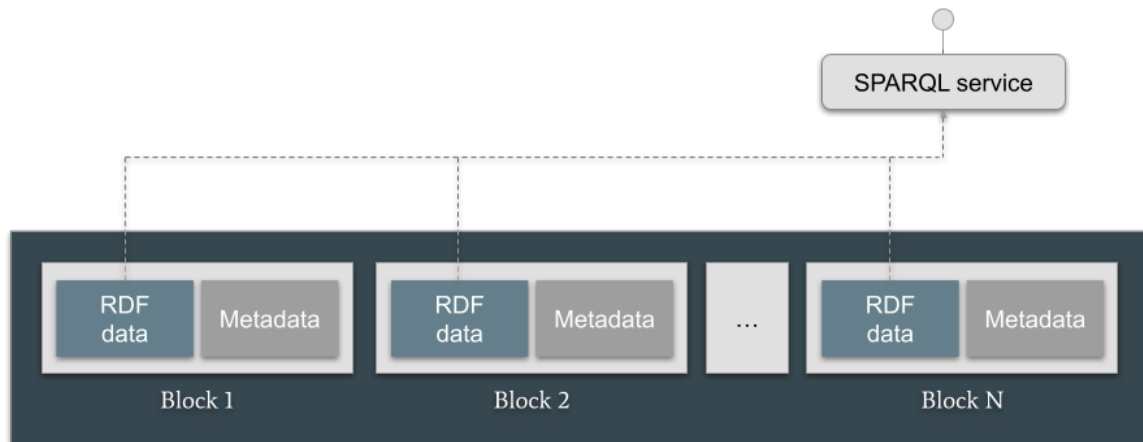 SPARQL service
RDF
data
Metadata
RDF
data
Metadata
...
RDF
data
Metadata
Block 1
Block 2
Block N